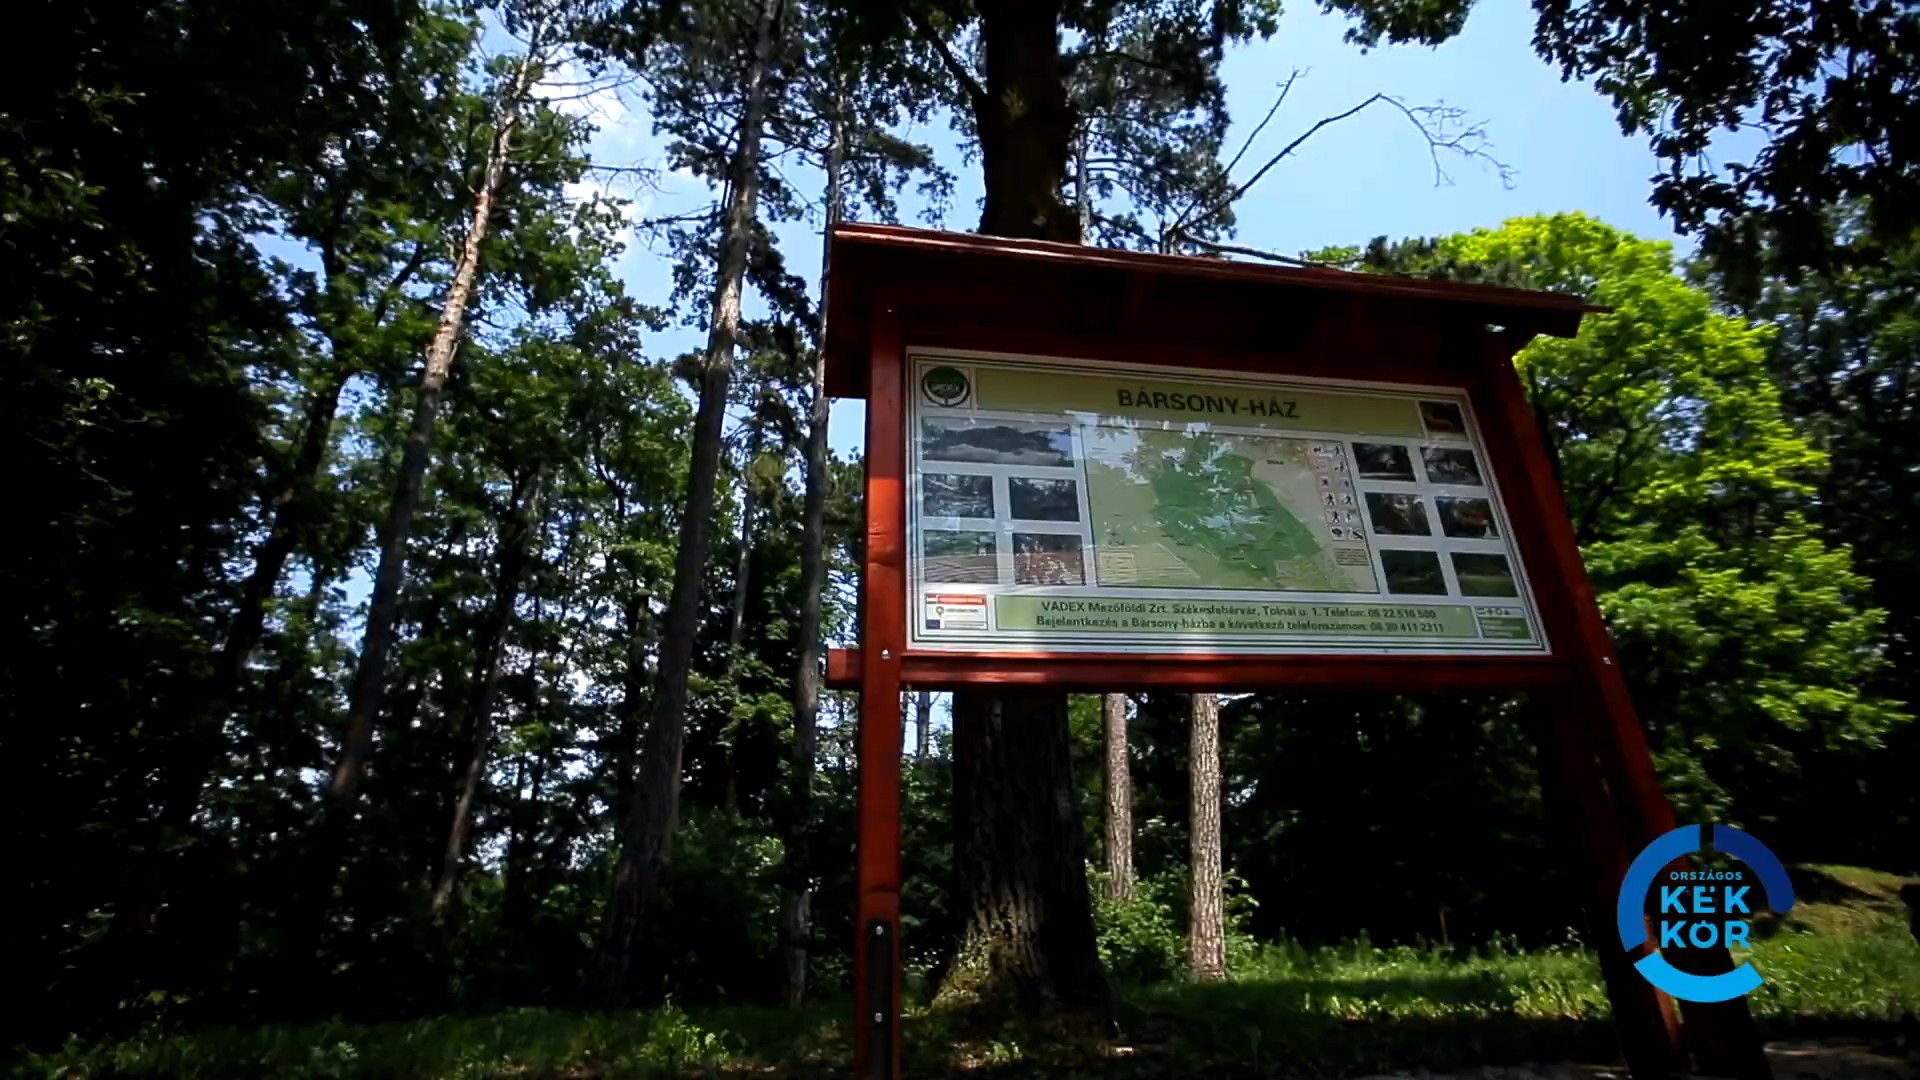 BÁRSONY-HÁZ
VADEX Mezőföldi Zrt. Székesfehérvár, Tolnai u. 1. Telefon: 06 22 510 500
Bejelentkezés a Bársony-házba a következő telefonszámon: 06 30 411 2311
ORSZÁGOS
KÉK
KÖR